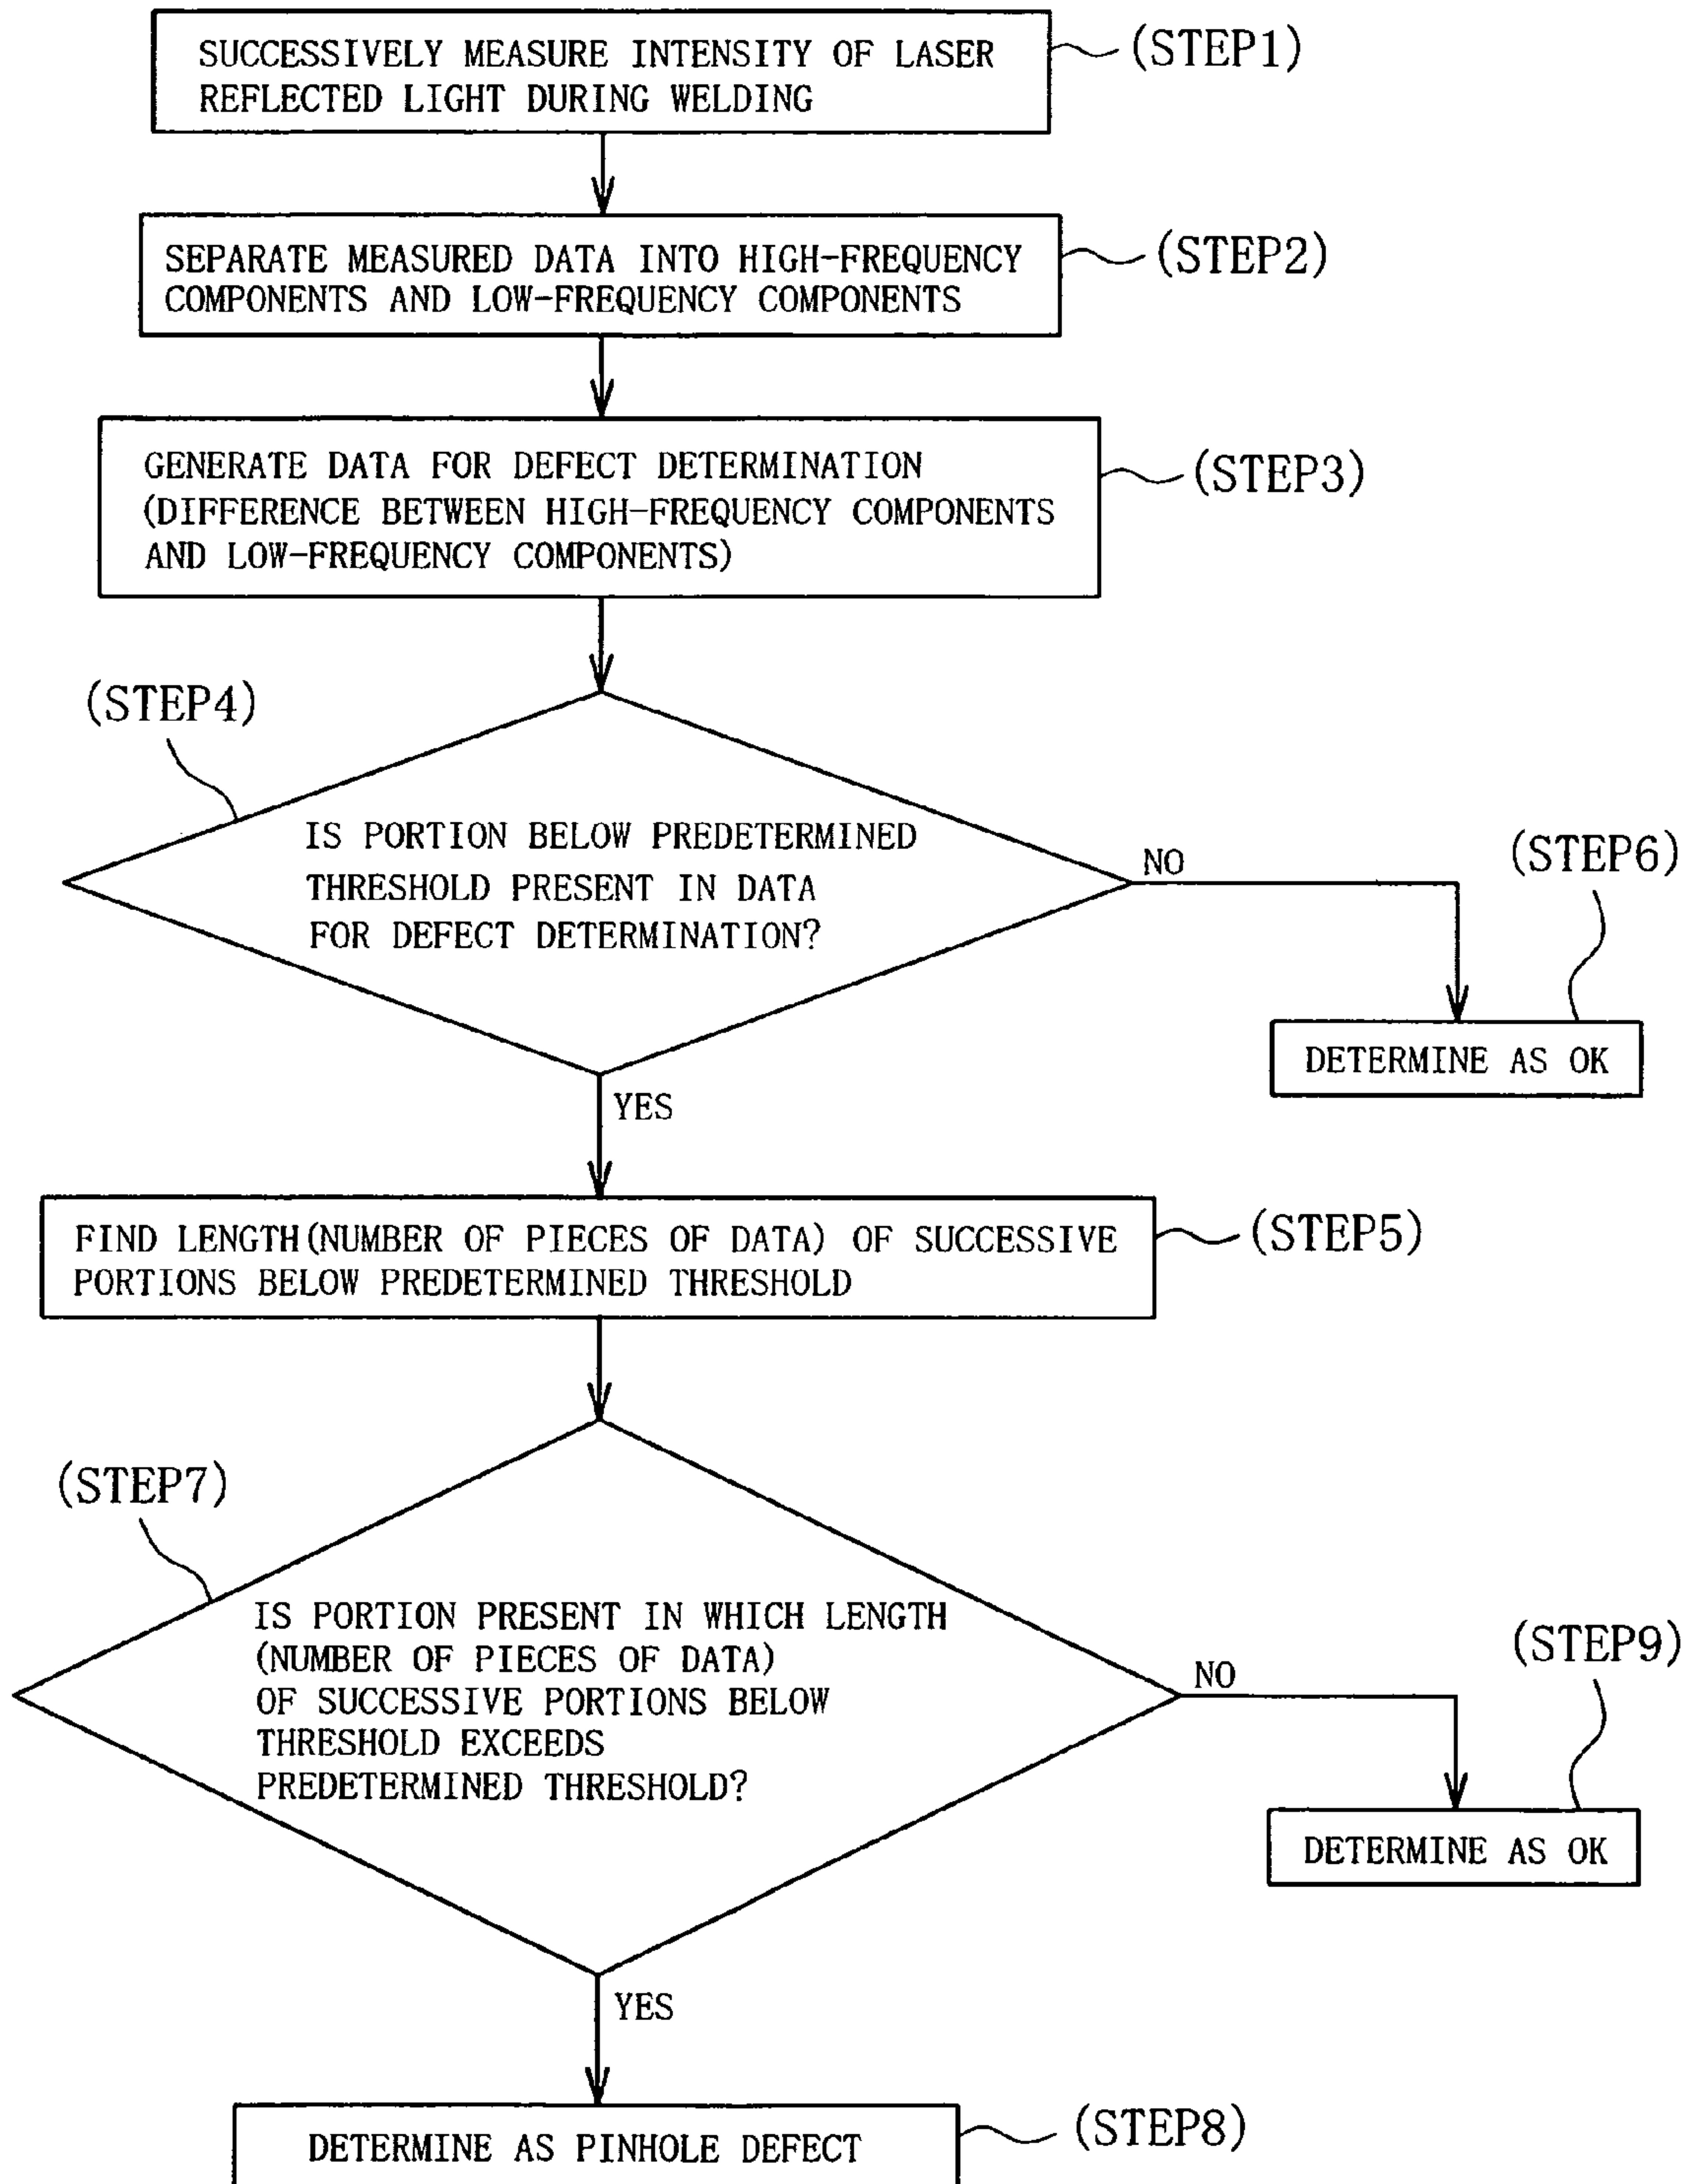 SUCCESSIVELY MEASURE INTENSITY OF LASER
REFLECTED LIGHT DURING WELDING
(STEP1)
SEPARATE MEASURED DATA INTO HIGH-FREQUENCY
COMPONENTS AND LOW-FREQUENCY COMPONENTS
(STEP2)
GENERATE DATA FOR DEFECT DETERMINATION
(DIFFERENCE BETWEEN HIGH-FREQUENCY COMPONENTS
AND LOW-FREQUENCY COMPONENTS)
(STEP3)
(STEP4)
IS PORTION BELOW PREDETERMINED
THRESHOLD PRESENT IN DATA
FOR DEFECT DETERMINATION?
NO
(STEP6)
DETERMINE AS OK
YES
FIND LENGTH(NUMBER OF PIECES OF DATA) OF SUCCESSIVE
PORTIONS BELOW PREDETERMINED THRESHOLD
(STEP5)
(STEP7)
IS PORTION PRESENT IN WHICH LENGTH
(NUMBER OF PIECES OF DATA)
OF SUCCESSIVE PORTIONS BELOW
THRESHOLD EXCEEDS
PREDETERMINED THRESHOLD?
NO
(STEP9)
DETERMINE AS OK
YES
DETERMINE AS PINHOLE DEFECT
(STEP8)